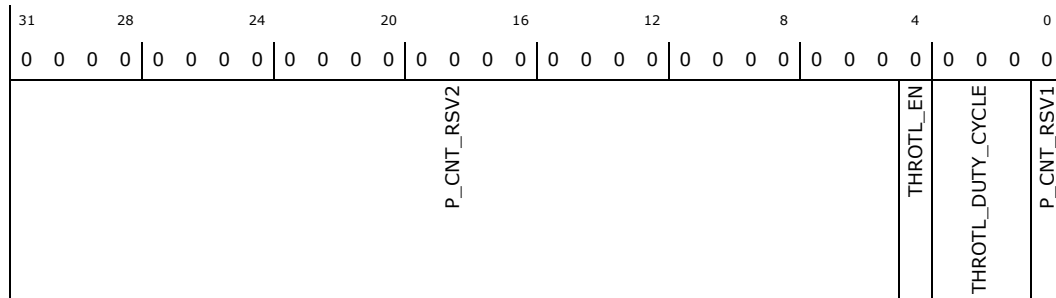 31 28 24 20 16 12 8 4 0
0 0 0 0 0 0 0 0 0 0 0 0 0 0 0 0 0 0 0 0 0 0 0 0 0 0 0 0 0 0 0 0
P_CNT_RSV2
THROTL_EN
THROTL_DUTY_CYCLE
P_CNT_RSV1